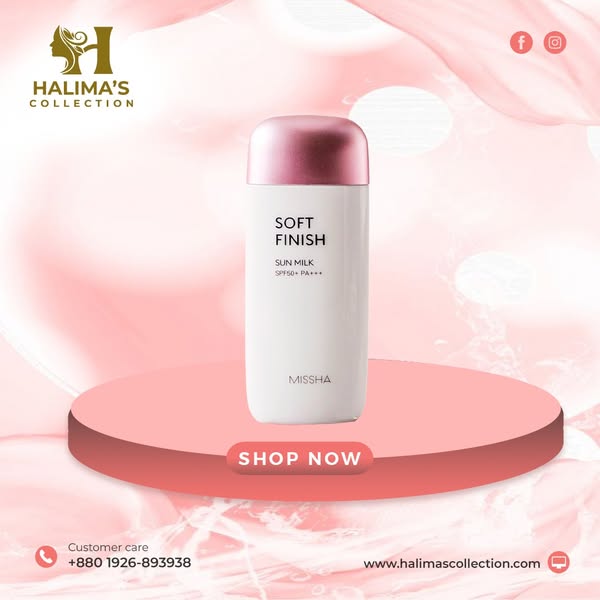 HALIMA'S
COLLECTION
SOFT
FINISH
SUN MILK
SPF50+ PA+++
MISSHA
SHOP NOW
Customer care
+880 1926-893938
www.halimascollection.com